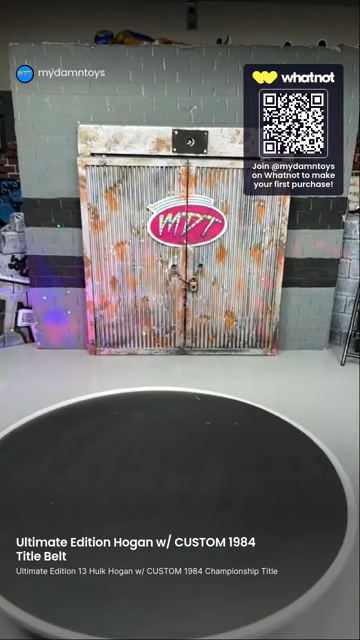 mydamntoys
whatnot
Join @mydamntoys
on Whatnot to make
your first purchase!
MDT
Ultimate Edition Hogan w/ CUSTOM 1984
Title Belt
Ultimate Edition 13 Hulk Hogan w/ CUSTOM 1984 Championship Title